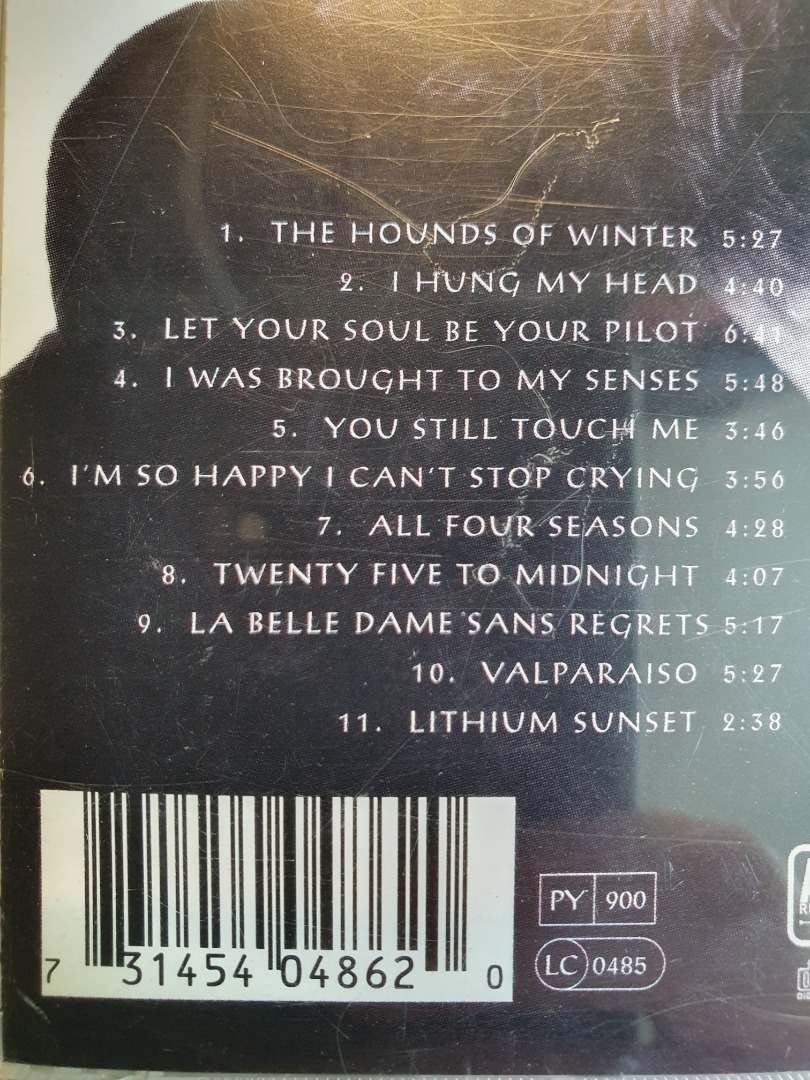 1. THE HOUNDS OF WINTER 5:27
2. I HUNG MY HEAD 4:40
3. LET YOUR SOUL BE YOUR PILOT 6:41
4. I WAS BROUGHT TO MY SENSES 5:48
5. YOU STILL TOUCH ME 3:46
6. I'M SO HAPPY I CAN'T STOP CRYING 3:56
7. ALL FOUR SEASONS 4:28
8. TWENTY FIVE TO MIDNIGHT 4:07
9. LA BELLE DAME SANS REGRETS 5:17
10. VALPARAISO 5:27
11. LITHIUM SUNSET 2:38
PY 900
LC 0485
7 31454 04862 0